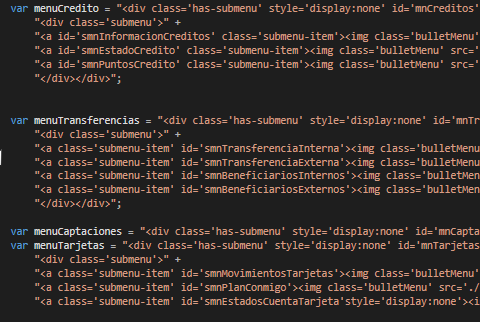 var menuCredito = "<div class='has-submenu' style='display:none' id='mnCreditos'
"<div class='submenu'>" +
"<a id='smnInformacionCreditos' class='submenu-item'><img class='bulletMenu'
"<a id='smnEstadoCredito' class='submenu-item'><img class='bulletMenu' src='
"<a id='smnPuntosCredito' class='submenu-item'><img class='bulletMenu' src='
"</div></div>";
var menuTransferencias = "<div class='has-submenu' style='display:none' id='mnTr
"<div class='submenu'>" +
"<a class='submenu-item' id='smnTransferenciaInterna'><img class='bulletMenu
"<a class='submenu-item' id='smnTransferenciaExterna'><img class='bulletMenu
"<a class='submenu-item' id='smnBeneficiariosInternos'><img class='bulletMen
"<a class='submenu-item' id='smnBeneficiariosExternos'><img class='bulletMen
"</div></div>";
var menuCaptaciones = "<div class='has-submenu' style='display:none' id='mnCapta
var menuTarjetas = "<div class='has-submenu' style='display:none' id='mnTarjetas
"<div class='submenu'>" +
"<a class='submenu-item' id='smnMovimientosTarjetas'><img class='bulletMenu'
"<a class='submenu-item' id='smnPlanConmigo'><img class='bulletMenu' src='./
"<a class='submenu-item' id='smnEstadosCuentaTarjeta'style='display:none'><i